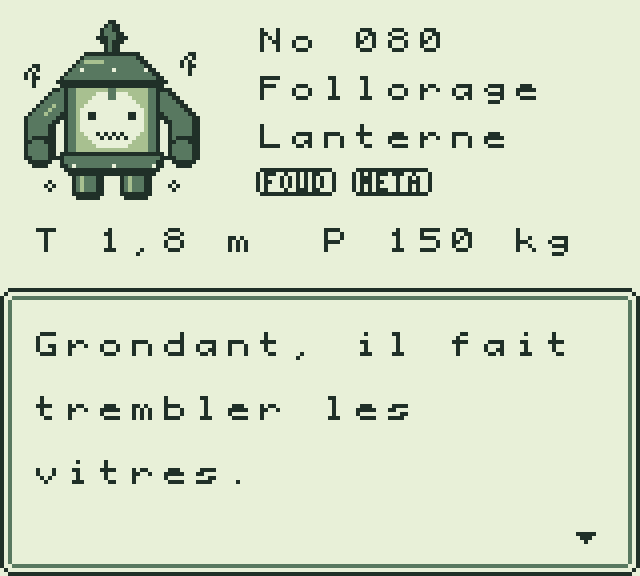 No 080
Follorage
Lanterne
FOUD META
T 1,8 m P 150 kg
Grondant, il fait
trembler les
vitres.